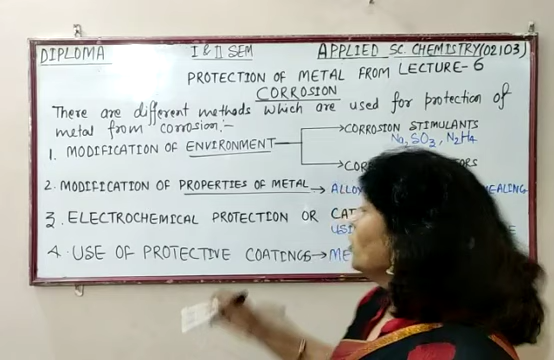 DIPLOMA I & II SEM APPLIED SC. CHEMISTRY(02103)
PROTECTION OF METAL FROM LECTURE-6
CORROSION
There are different methods which are used for protection of
metal from corrosion:-
1. MODIFICATION OF ENVIRONMENT
CORROSION STIMULANTS
Na2SO3, N2H4
2. MODIFICATION OF PROPERTIES OF METAL → 
3. ELECTROCHEMICAL PROTECTION OR
4. USE OF PROTECTIVE COATINGS →